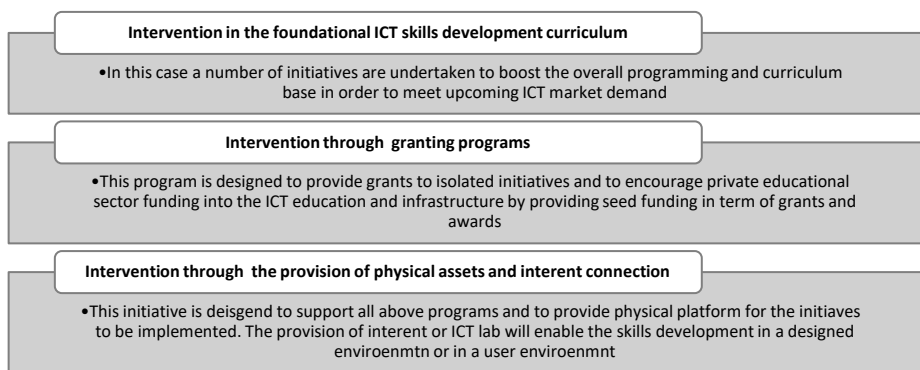 Intervention in the foundational ICT skills development curriculum
•In this case a number of initiatives are undertaken to boost the overall programming and curriculum
base in order to meet upcoming ICT market demand
Intervention through granting programs
•This program is designed to provide grants to isolated initiatives and to encourage private educational
sector funding into the ICT education and infrastructure by providing seed funding in term of grants and
awards
Intervention through the provision of physical assets and interent connection
•This initiative is deisgend to support all above programs and to provide physical platform for the initiaves
to be implemented. The provision of interent or ICT lab will enable the skills development in a designed
enviroenmtn or in a user enviroenmnt